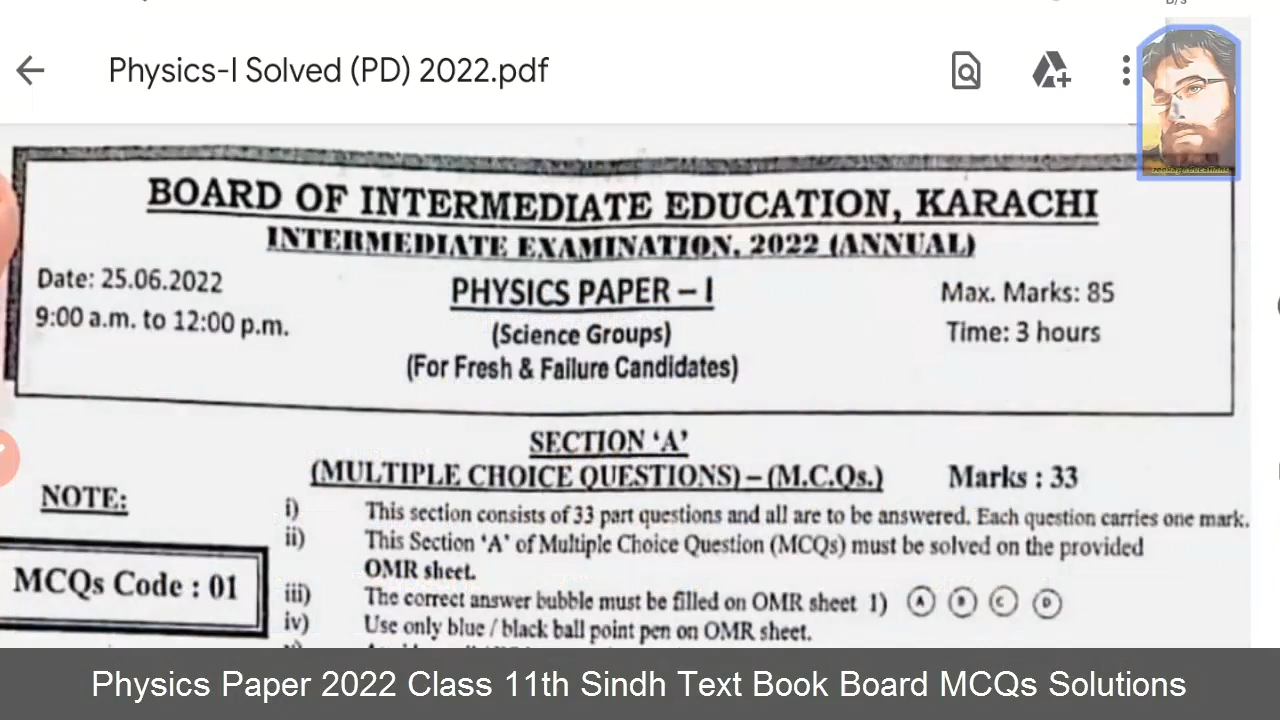 Physics-I Solved (PD) 2022.pdf
BOARD OF INTERMEDIATE EDUCATION, KARACHI
INTERMEDIATE EXAMINATION, 2022 (ANNUAL)
Date: 25.06.2022
9:00 a.m. to 12:00 p.m.
PHYSICS PAPER – I
(Science Groups)
(For Fresh & Failure Candidates)
Max. Marks: 85
Time: 3 hours
SECTION ‘A’
(MULTIPLE CHOICE QUESTIONS) – (M.C.Qs.) Marks : 33
NOTE:
MCQs Code : 01
i) This section consists of 33 part questions and all are to be answered. Each question carries one mark.
ii) This Section ‘A’ of Multiple Choice Question (MCQs) must be solved on the provided
OMR sheet.
iii) The correct answer bubble must be filled on OMR sheet 1) A B C D
iv) Use only blue / black ball point pen on OMR sheet.
Physics Paper 2022 Class 11th Sindh Text Book Board MCQs Solutions